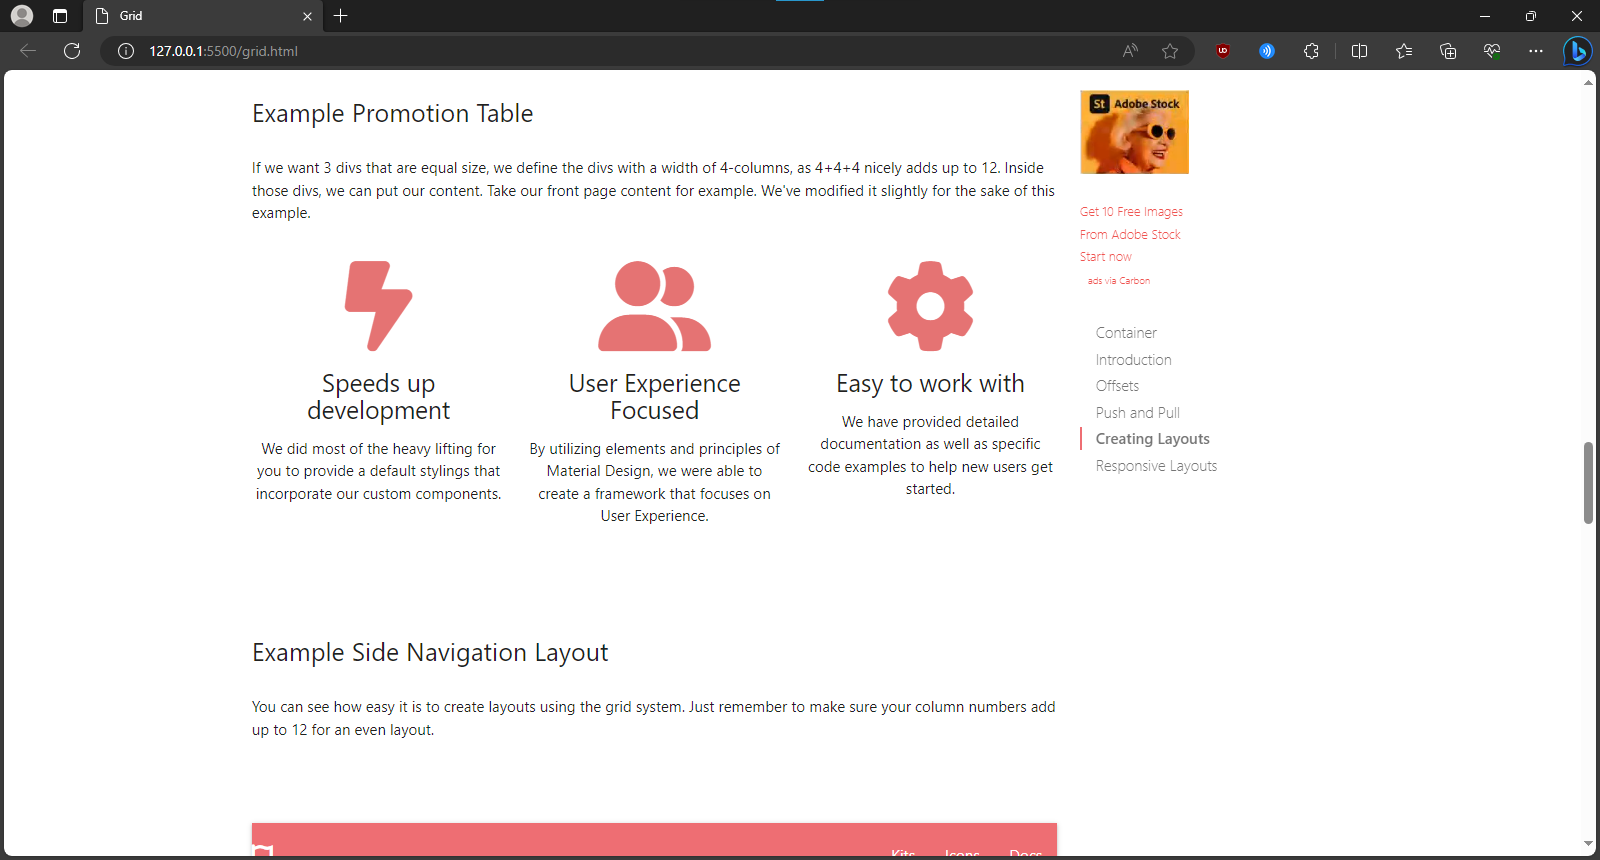 Grid
127.0.0.1:5500/grid.html
Example Promotion Table
If we want 3 divs that are equal size, we define the divs with a width of 4-columns, as 4+4+4 nicely adds up to 12. Inside
those divs, we can put our content. Take our front page content for example. We've modified it slightly for the sake of this
example.
Speeds up
development
We did most of the heavy lifting for
you to provide a default stylings that
incorporate our custom components.
User Experience
Focused
By utilizing elements and principles of
Material Design, we were able to
create a framework that focuses on
User Experience.
Easy to work with
We have provided detailed
documentation as well as specific
code examples to help new users get
started.
Example Side Navigation Layout
You can see how easy it is to create layouts using the grid system. Just remember to make sure your column numbers add
up to 12 for an even layout.
Kits Icons Docs
St Adobe Stock
Get 10 Free Images
From Adobe Stock
Start now
ads via Carbon
Container
Introduction
Offsets
Push and Pull
Creating Layouts
Responsive Layouts